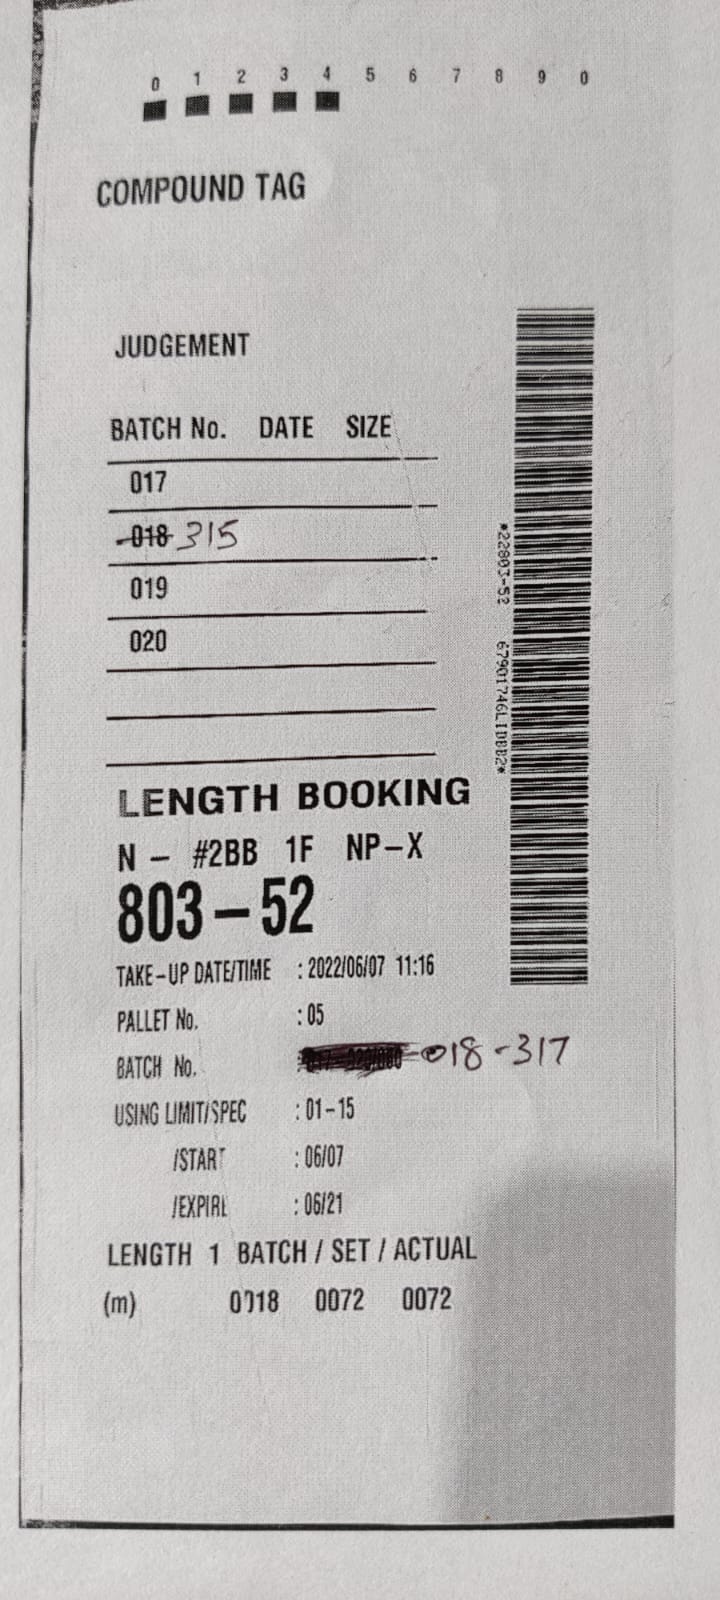 0 1 2 3 4 5 6 7 8 9 0
COMPOUND TAG
JUDGEMENT
BATCH No. DATE SIZE
017
018 315
019
020
LENGTH BOOKING
N - #2BB 1F NP-X
803-52
TAKE-UP DATE/TIME : 2022/06/07 11:16
PALLET No. : 05
BATCH No. : -018-317
USING LIMIT/SPEC : 01-15
/START : 06/07
/EXPIRE : 06/21
LENGTH 1 BATCH / SET / ACTUAL
(m) 0018 0072 0072
*22803-52